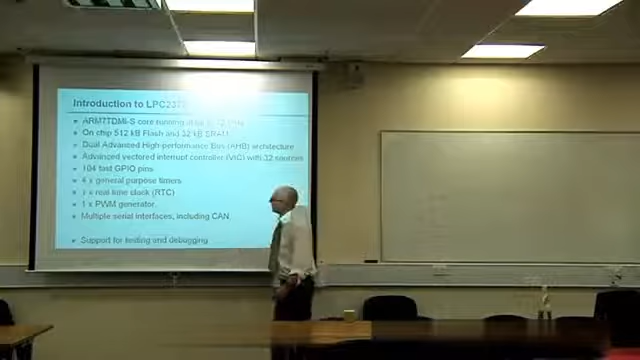 Introduction to LPC23
ARM7TDMI-S core running at up to 72 MHz
On chip 512 kB Flash and 32 kB SRAM
Dual Advanced High-performance Bus (AHB) architecture
Advanced vectored interrupt controller (VIC) with 32 sources
104 fast GPIO pins
4 x general purpose timers
1 x real time clock (RTC)
1 x PWM generator
Multiple serial interfaces, including CAN
Support for testing and debugging